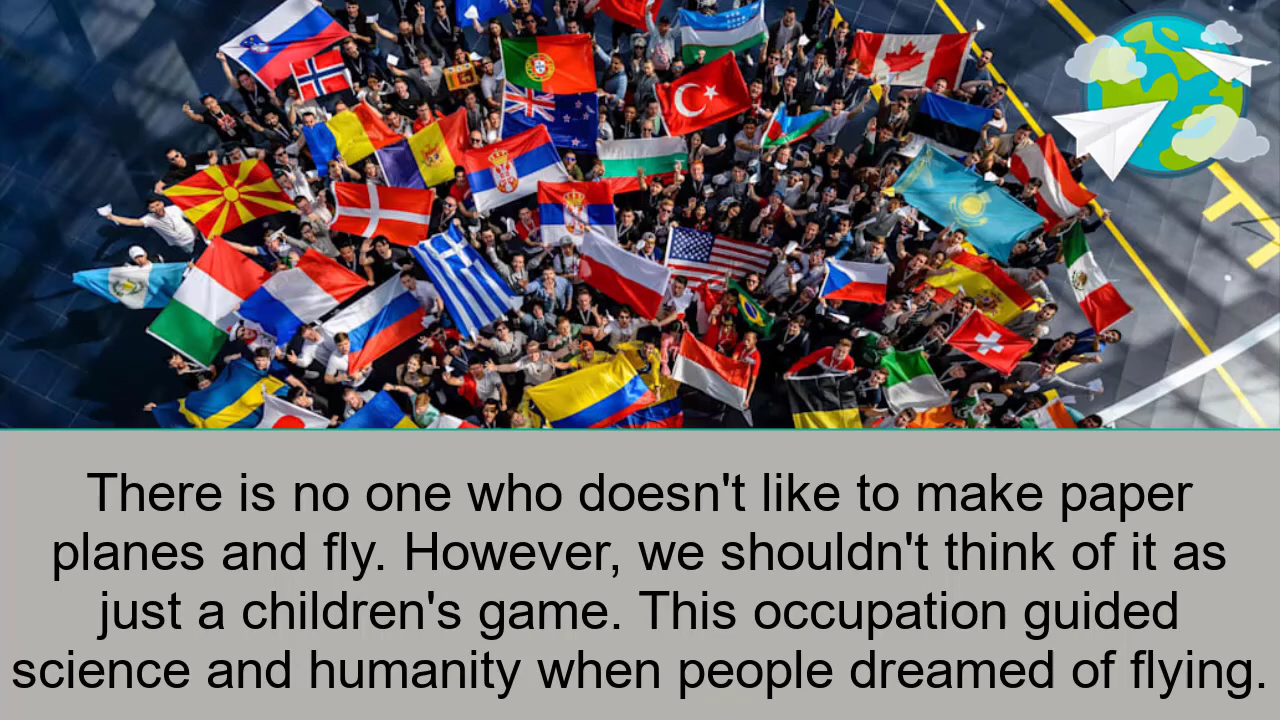 There is no one who doesn't like to make paper
planes and fly. However, we shouldn't think of it as
just a children's game. This occupation guided
science and humanity when people dreamed of flying.